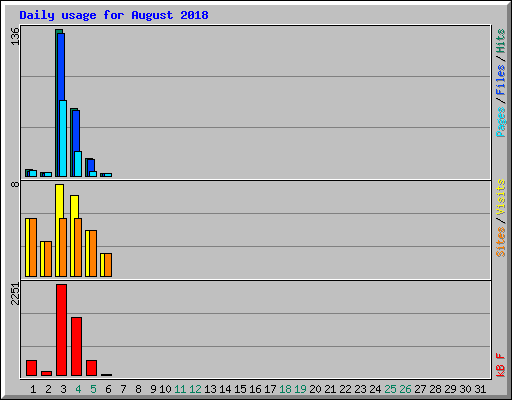 Daily usage for August 2018
136
Pages/Files/Hits
8
Sites/Visits
2251
kB F
1 2 3 4 5 6 7 8 9 10 11 12 13 14 15 16 17 18 19 20 21 22 23 24 25 26 27 28 29 30 31